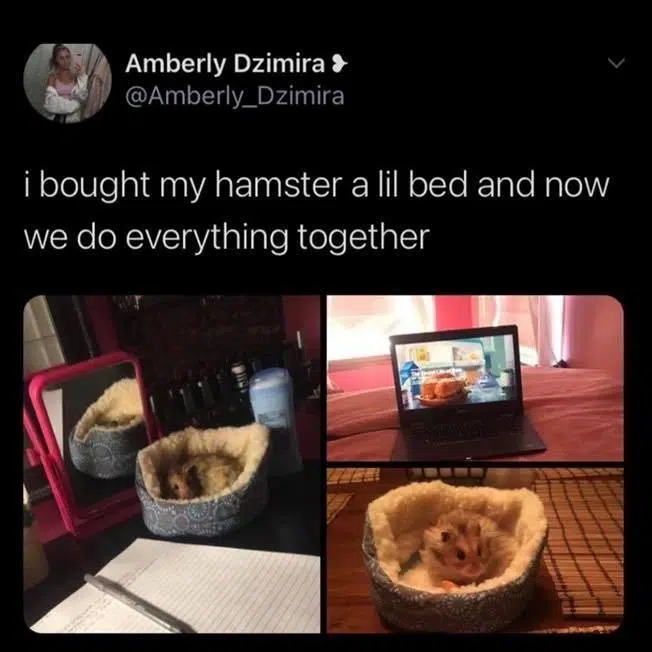 Amberly Dzimira
@Amberly_Dzimira
i bought my hamster a lil bed and now
we do everything together